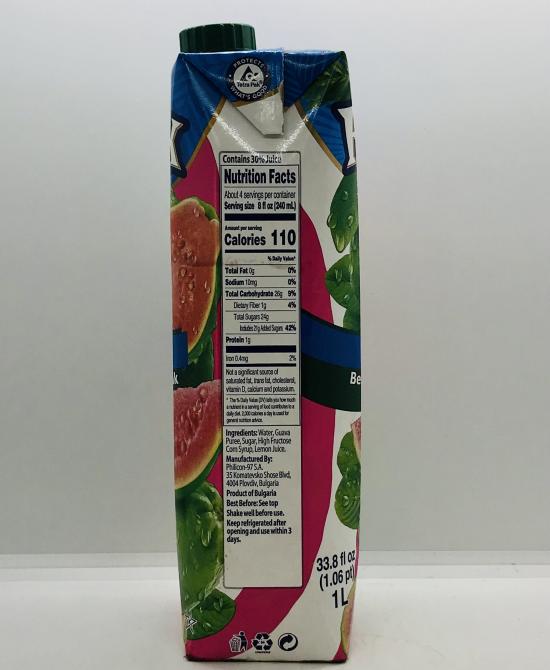 PROTECTS
Tetra Pak
WHAT'S GOOD
Contains 30% Juice
Nutrition Facts
About 4 servings per container
Serving size 8 fl oz (240 mL)
Amount per serving
Calories 110
% Daily Value*
Total Fat 0g 0%
Sodium 10mg 0%
Total Carbohydrate 26g 9%
Dietary Fiber 1g 4%
Total Sugars 24g
Includes 21g Added Sugars 42%
Protein 1g
Iron 0.4mg 2%
Not a significant source of
saturated fat, trans fat, cholesterol,
vitamin D, calcium and potassium.
* The % Daily Value (DV) tells you how much
a nutrient in a serving of food contributes to a
daily diet. 2,000 calories a day is used for
general nutrition advice.
Ingredients: Water, Guava
Puree, Sugar, High Fructose
Corn Syrup, Lemon Juice.
Manufactured By:
Philicon-97 S.A.
35 Komatevsko Shose Blvd,
4004 Plovdiv, Bulgaria
Product of Bulgaria
Best Before: See top
Shake well before use.
Keep refrigerated after
opening and use within 3
days.
k
Be
33.8 fl oz
(1.06 pt)
1L